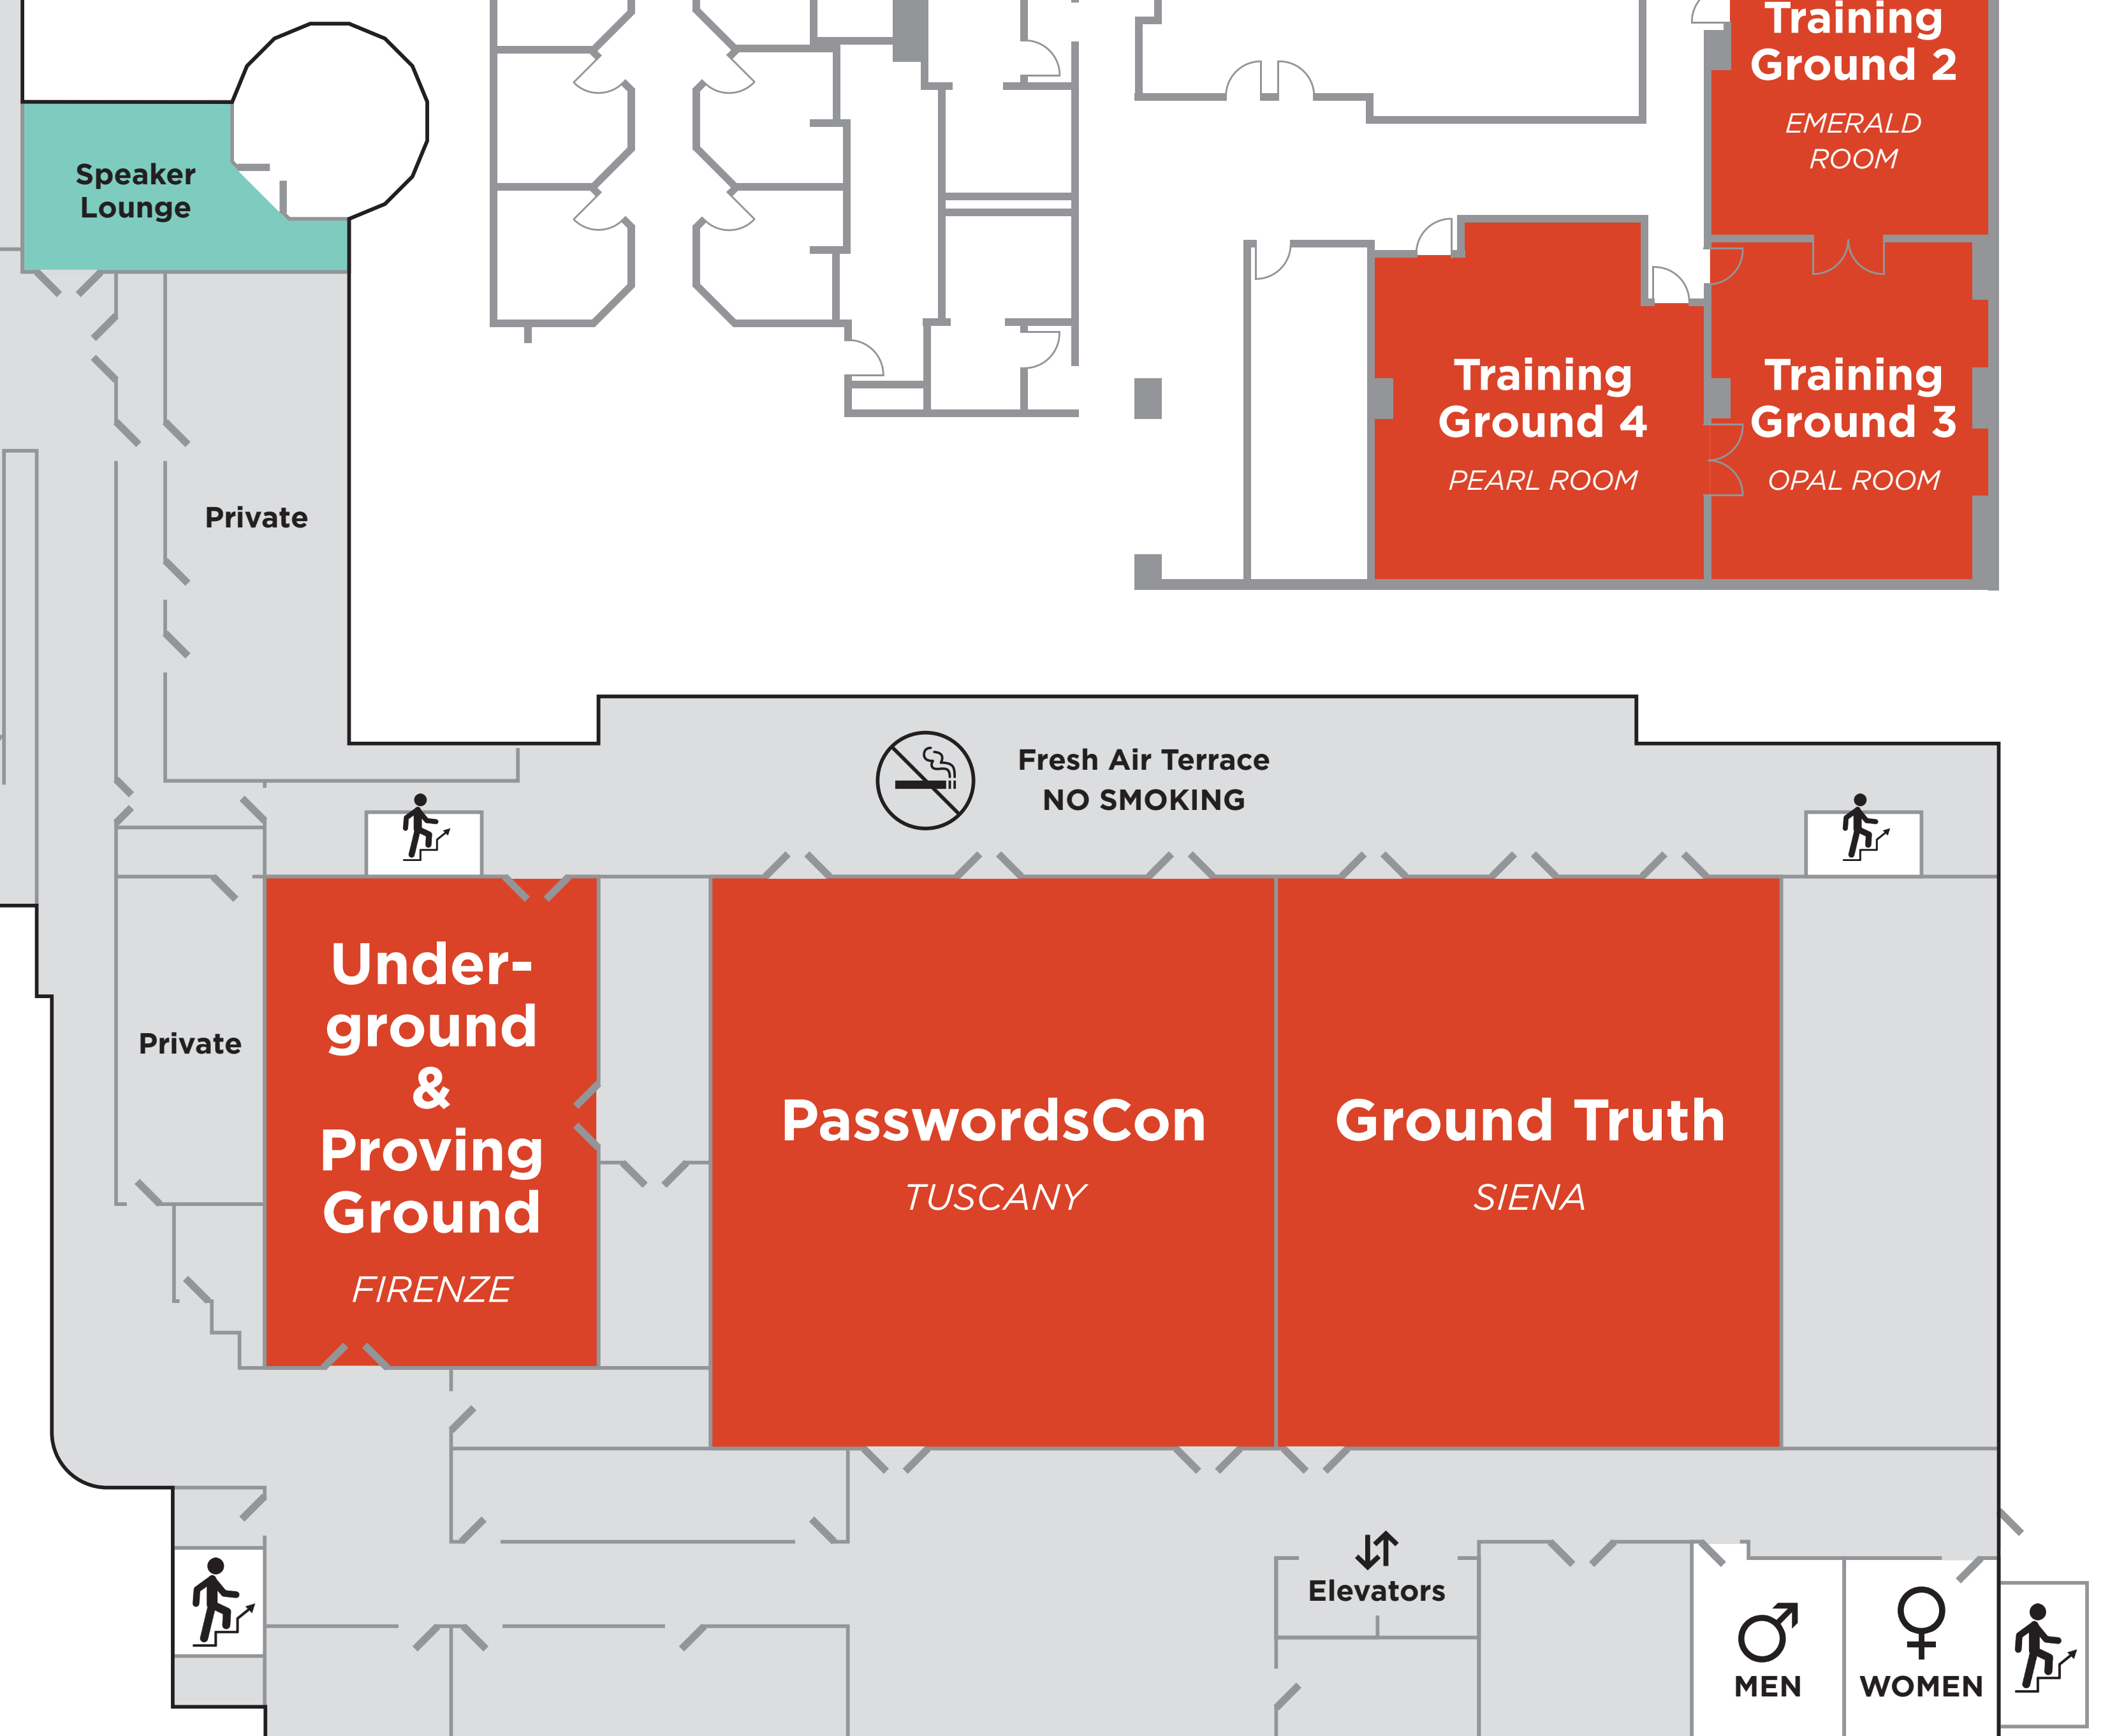 Training
Ground 2
EMERALD
ROOM
Speaker
Lounge
Training
Ground 4
PEARL ROOM
Training
Ground 3
OPAL ROOM
Private
Fresh Air Terrace
NO SMOKING
Under-
ground
&
Proving
Ground
FIRENZE
Private
PasswordsCon
TUSCANY
Ground Truth
SIENA
Elevators
MEN
WOMEN